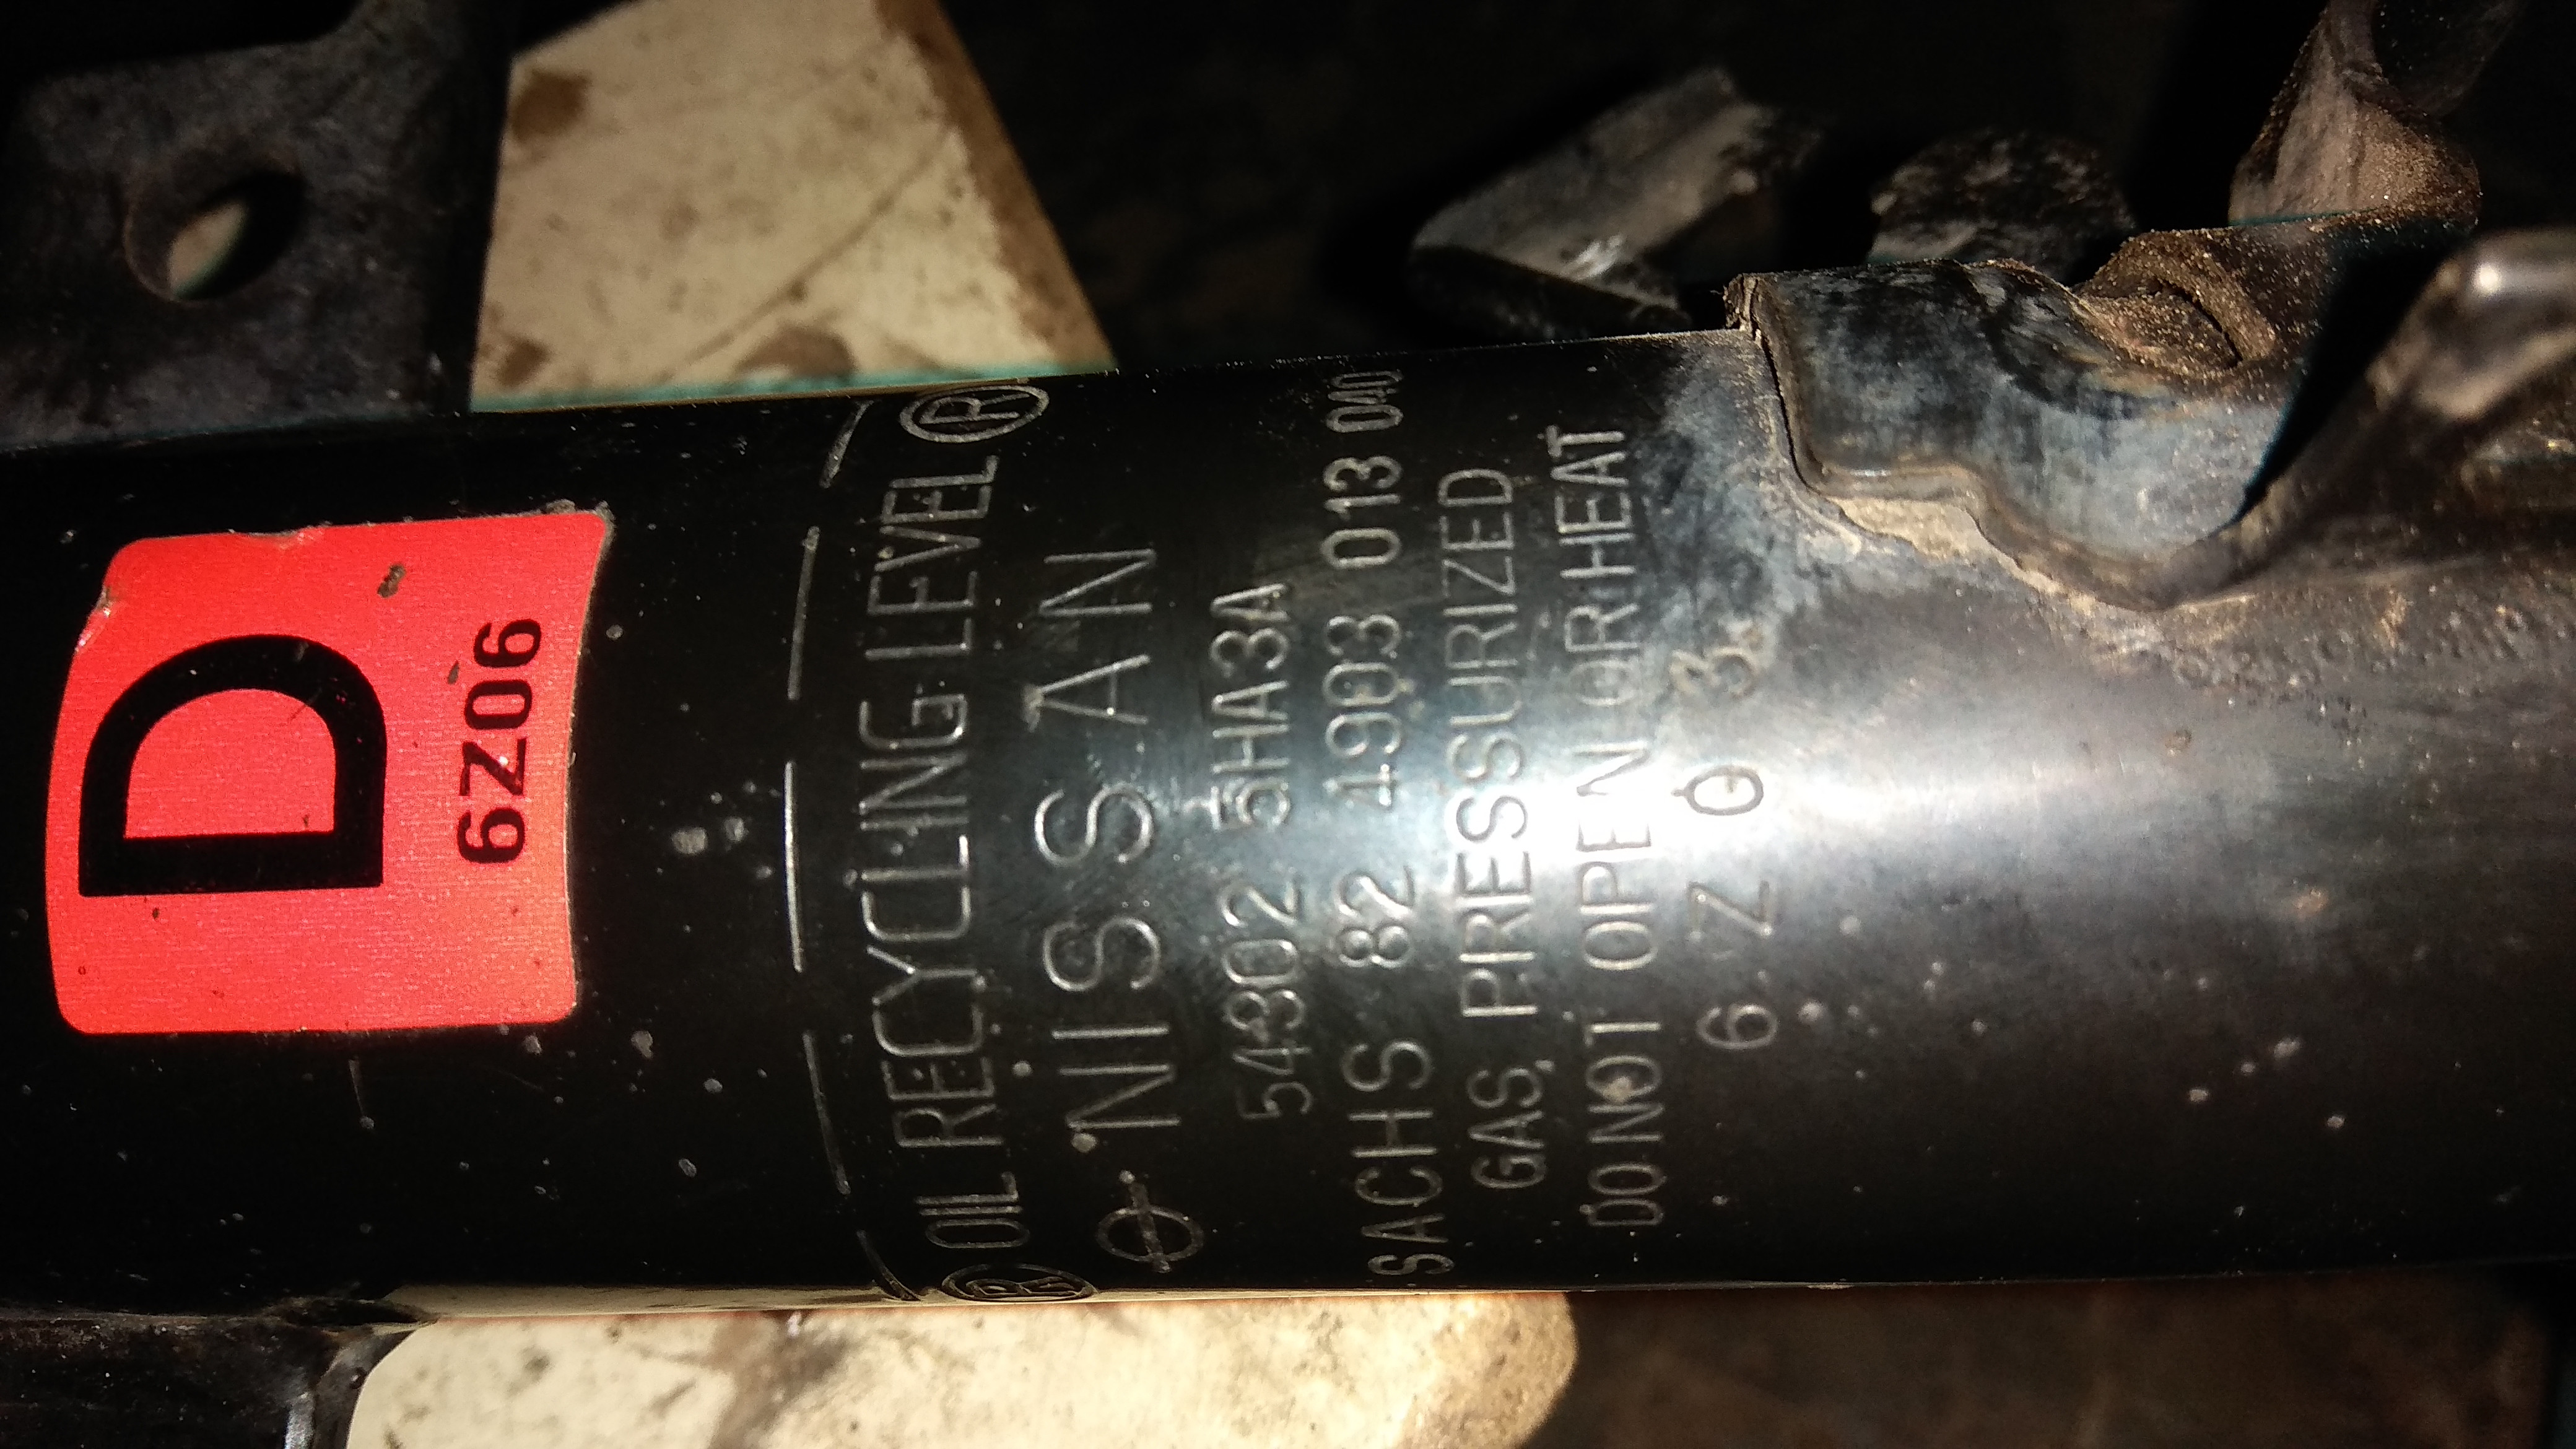 D
6Z06
Ⓡ OIL RECYCLING LEVEL Ⓡ
NISSAN
54302 5HA3A
SACHS 82 4903 013 040
GAS PRESSURIZED
DO NOT OPEN OR HEAT
6 Z 0 3